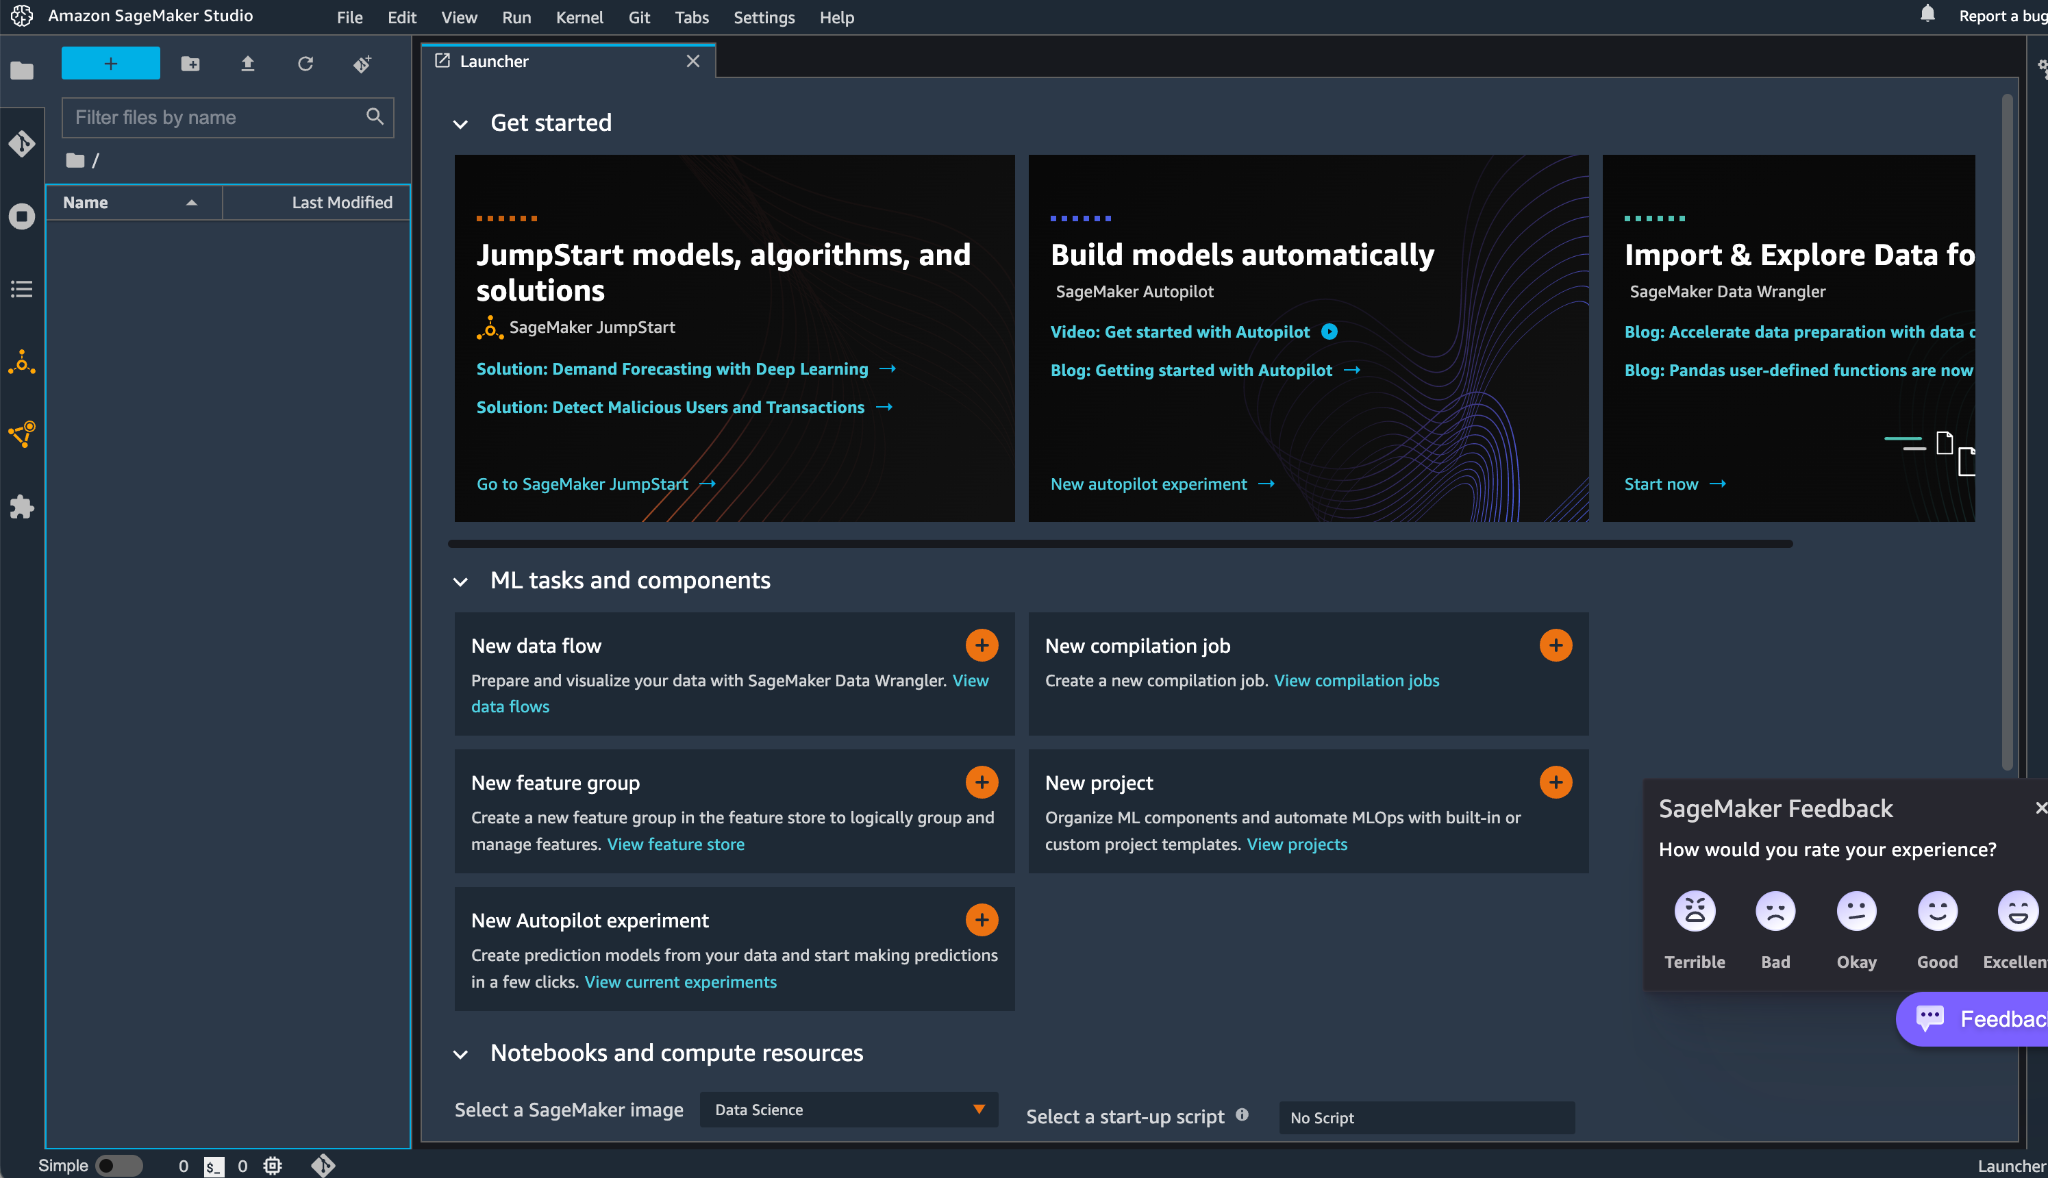 Amazon SageMaker Studio
File Edit View Run Kernel Git Tabs Settings Help
Report a bug
+
Filter files by name
/
Name Last Modified
Launcher
Get started
JumpStart models, algorithms, and
solutions
SageMaker JumpStart
Solution: Demand Forecasting with Deep Learning →
Solution: Detect Malicious Users and Transactions →
Go to SageMaker JumpStart →
Build models automatically
SageMaker Autopilot
Video: Get started with Autopilot
Blog: Getting started with Autopilot →
New autopilot experiment →
Import & Explore Data fo
SageMaker Data Wrangler
Blog: Accelerate data preparation with data
Blog: Pandas user-defined functions are now
Start now →
ML tasks and components
New data flow
Prepare and visualize your data with SageMaker Data Wrangler. View
data flows
New compilation job
Create a new compilation job. View compilation jobs
New feature group
Create a new feature group in the feature store to logically group and
manage features. View feature store
New project
Organize ML components and automate MLOps with built-in or
custom project templates. View projects
New Autopilot experiment
Create prediction models from your data and start making predictions
in a few clicks. View current experiments
Notebooks and compute resources
Select a SageMaker image Data Science
Select a start-up script No Script
SageMaker Feedback
How would you rate your experience?
Terrible Bad Okay Good Excellen
Feedbac
Simple 0 $_ 0
Launcher